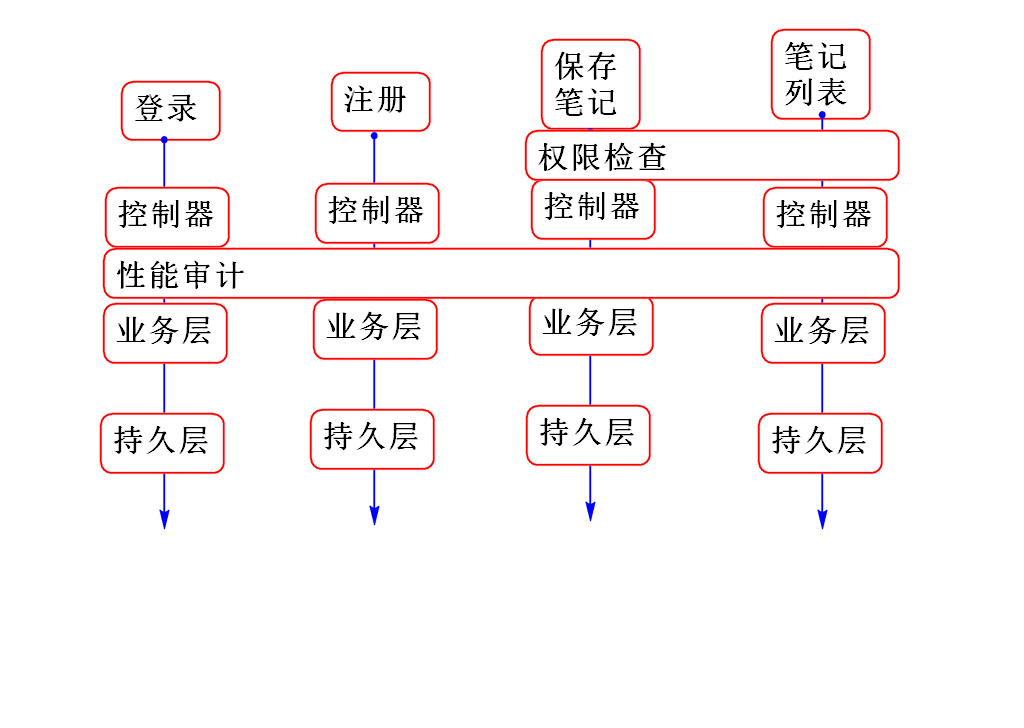 登录
注册
保存
笔记
笔记
列表
权限检查
控制器
控制器
控制器
控制器
性能审计
业务层
业务层
业务层
业务层
持久层
持久层
持久层
持久层